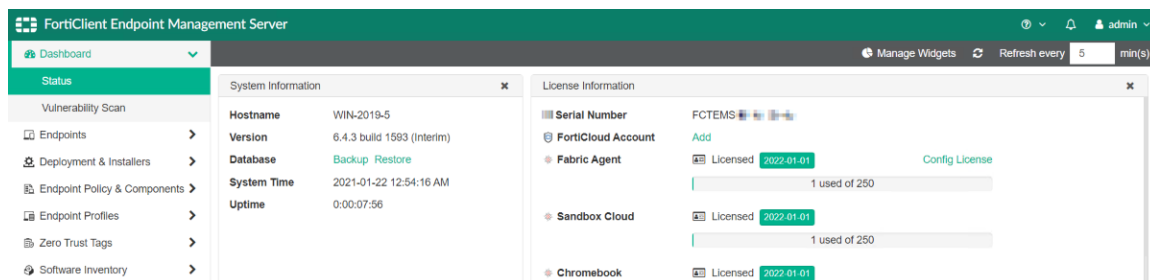 FortiClient Endpoint Management Server
admin
Dashboard
Manage Widgets Refresh every 5 min(s)
Status
Vulnerability Scan
Endpoints
Deployment & Installers
Endpoint Policy & Components
Endpoint Profiles
Zero Trust Tags
Software Inventory
System Information
Hostname WIN-2019-5
Version 6.4.3 build 1593 (Interim)
Database Backup Restore
System Time 2021-01-22 12:54:16 AM
Uptime 0:00:07:56
License Information
Serial Number FCTEMS
FortiCloud Account Add
Fabric Agent Licensed 2022-01-01 Config License
1 used of 250
Sandbox Cloud Licensed 2022-01-01
1 used of 250
Chromebook Licensed 2022-01-01